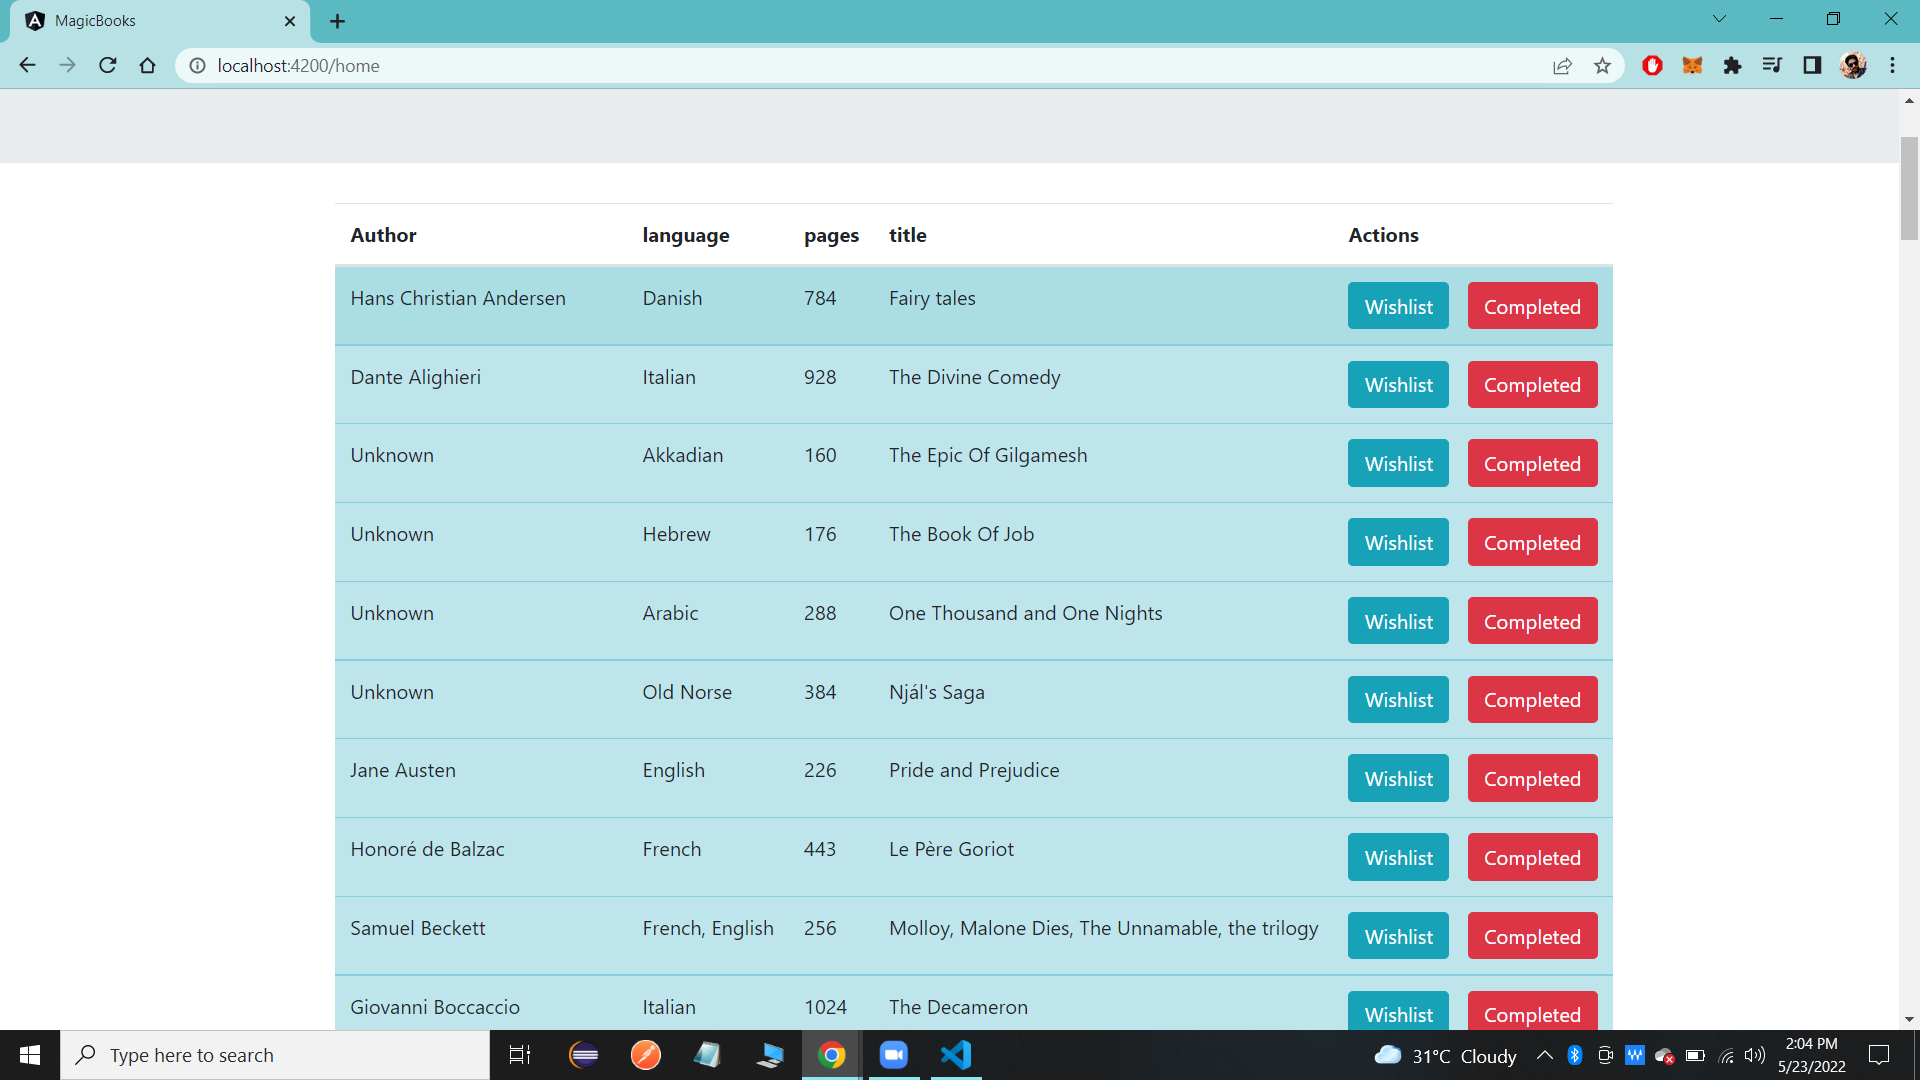 MagicBooks
localhost:4200/home
Author language pages title Actions
Hans Christian Andersen Danish 784 Fairy tales Wishlist Completed
Dante Alighieri Italian 928 The Divine Comedy Wishlist Completed
Unknown Akkadian 160 The Epic Of Gilgamesh Wishlist Completed
Unknown Hebrew 176 The Book Of Job Wishlist Completed
Unknown Arabic 288 One Thousand and One Nights Wishlist Completed
Unknown Old Norse 384 Njál's Saga Wishlist Completed
Jane Austen English 226 Pride and Prejudice Wishlist Completed
Honoré de Balzac French 443 Le Père Goriot Wishlist Completed
Samuel Beckett French, English 256 Molloy, Malone Dies, The Unnamable, the trilogy Wishlist Completed
Giovanni Boccaccio Italian 1024 The Decameron Wishlist Completed
Type here to search
31°C Cloudy
2:04 PM
5/23/2022